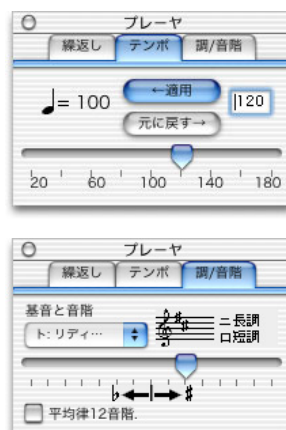 プレーヤ
繰返し テンポ 調/音階
= 100 ←適用 120
元に戻す→
20 60 100 140 180
プレーヤ
繰返し テンポ 調/音階
基音と音階
ト: リディ… ニ長調
ロ短調
♭←|→♯
平均律12音階.